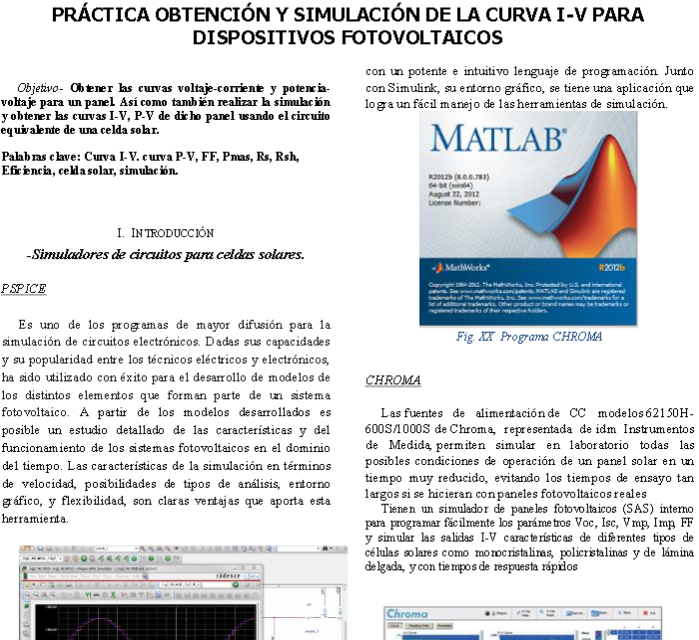 PRÁCTICA OBTENCIÓN Y SIMULACIÓN DE LA CURVA I-V PARA
DISPOSITIVOS FOTOVOLTAICOS
Objetivo- Obtener las curvas voltaje-corriente y potencia-
voltaje para un panel. Así como también realizar la simulación
y obtener las curvas I-V, P-V de dicho panel usando el circuito
equivalente de una celda solar.
Palabras clave: Curva I-V. curva P-V, FF, Pmas, Rs, Rsh,
Eficiencia, celda solar, simulación.
I. INTRODUCCIÓN
-Simuladores de circuitos para celdas solares.
PSPICE
Es uno de los programas de mayor difusión para la
simulación de circuitos electrónicos. Dadas sus capacidades
y su popularidad entre los técnicos eléctricos y electrónicos,
ha sido utilizado con éxito para el desarrollo de modelos de
los distintos elementos que forman parte de un sistema
fotovoltaico. A partir de los modelos desarrollados es
posible un estudio detallado de las características y del
funcionamiento de los sistemas fotovoltaicos en el dominio
del tiempo. Las características de la simulación en términos
de velocidad, posibilidades de tipos de análisis, entorno
gráfico, y flexibilidad, son claras ventajas que aporta esta
herramienta.
cādence
con un potente e intuitivo lenguaje de programación. Junto
con Simulink, su entorno gráfico, se tiene una aplicación que
logra un fácil manejo de las herramientas de simulación.
MATLAB®
R2012b (8.0.0.783)
64-bit (win64)
August 22, 2012
License Number:
MathWorks®
R2012b
Copyright 1984-2012, The MathWorks, Inc. Protected by U.S. and international
patents. See www.mathworks.com/patents. MATLAB and Simulink are registered
trademarks of The MathWorks, Inc. See www.mathworks.com/trademarks for a
list of additional trademarks. Other product or brand names may be trademarks or
registered trademarks of their respective holders.
Fig. XX Programa CHROMA
CHROMA
Las fuentes de alimentación de CC modelos 62150H-
600S/1000S de Chroma, representada de idm Instrumentos
de Medida, permiten simular en laboratorio todas las
posibles condiciones de operación de un panel solar en un
tiempo muy reducido, evitando los tiempos de ensayo tan
largos si se hicieran con paneles fotovoltaicos reales
Tienen un simulador de paneles fotovoltaicos (SAS) interno
para programar fácilmente los parámetros Voc, Isc, Vmp, Imp, FF
y simular las salidas I-V características de diferentes tipos de
células solares como monocristalinas, policristalinas y de lámina
delgada, y con tiempos de respuesta rápidos
Chroma